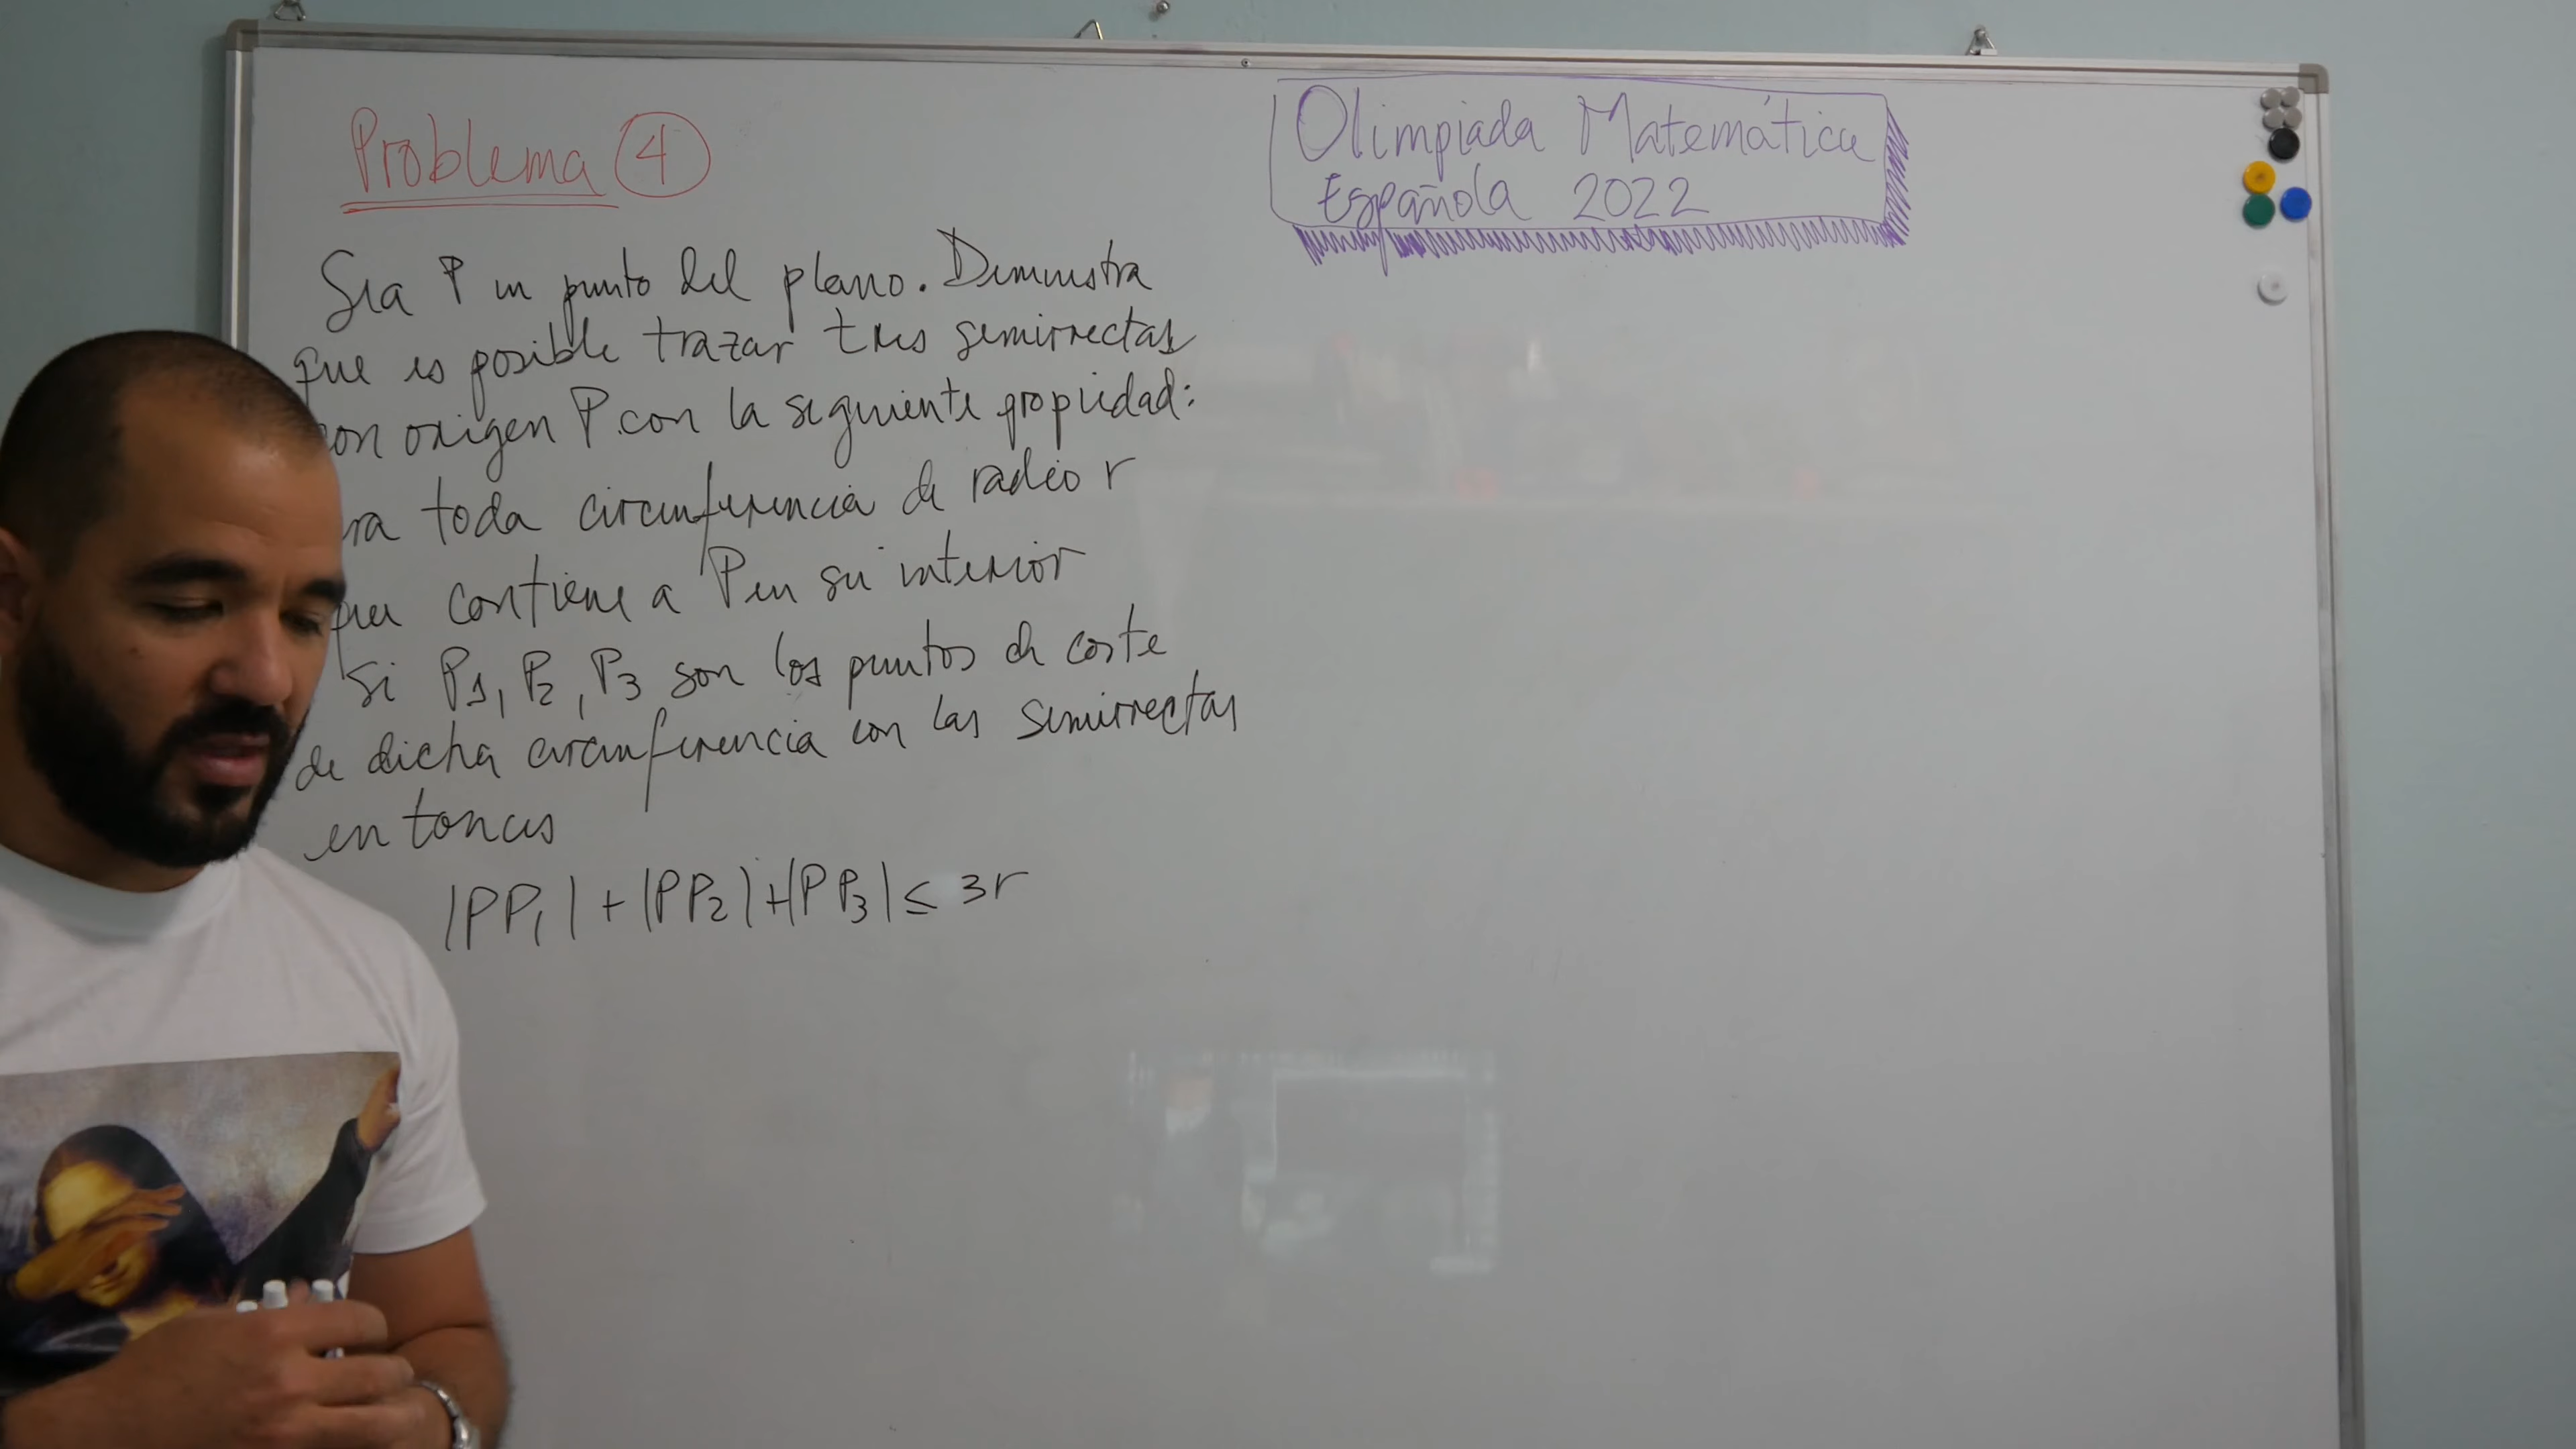 Problema 4
Olimpiada Matemática
Española 2022
Sea P un punto del plano. Demuestra
que es posible trazar tres semirrectas
con origen P con la siguiente propiedad:
toda circunferencia de radio r
que contiene a P en su interior
si P1, P2, P3 son los puntos de corte
de dicha circunferencia con las semirrectas
entonces
|PP1| + |PP2| + |PP3| ≤ 3r